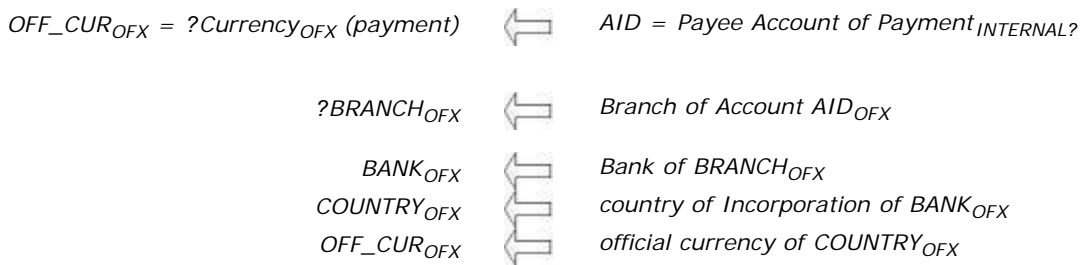 OFF_CUR_OFX = ?Currency_OFX (payment) AID = Payee Account of Payment_INTERNAL?
?BRANCH_OFX Branch of Account AID_OFX
BANK_OFX Bank of BRANCH_OFX
COUNTRY_OFX country of Incorporation of BANK_OFX
OFF_CUR_OFX official currency of COUNTRY_OFX